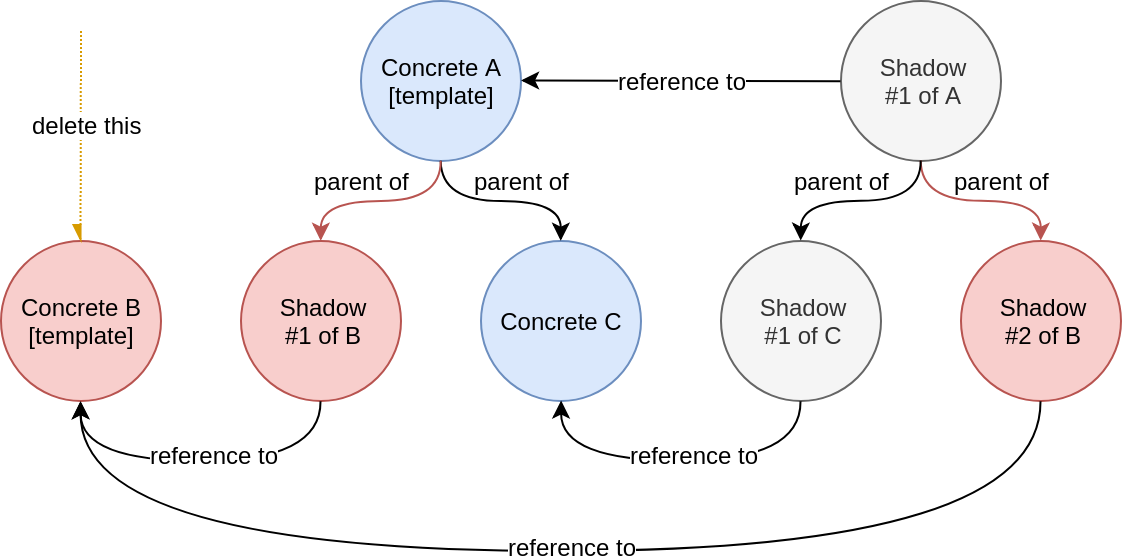 Concrete A
[template]
reference to
Shadow
#1 of A
delete this
parent of
parent of
parent of
parent of
Concrete B
[template]
Shadow
#1 of B
Concrete C
Shadow
#1 of C
Shadow
#2 of B
reference to
reference to
reference to